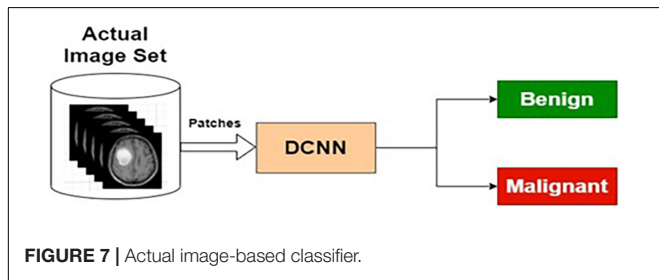 Actual
Image Set
Patches
DCNN
Benign
Malignant
FIGURE 7 | Actual image-based classifier.